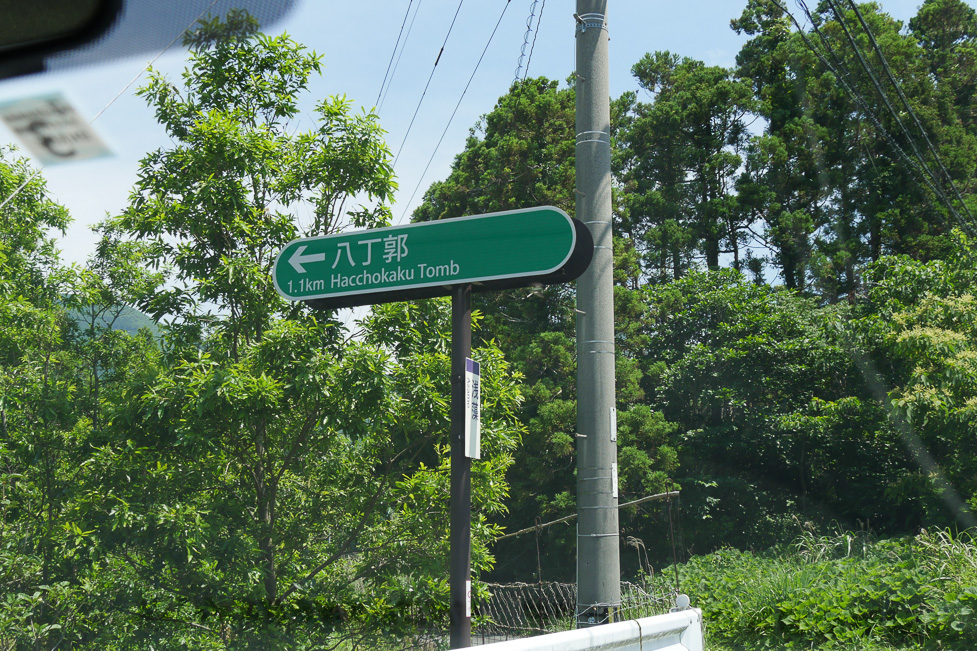 八丁郭
1.1km Hacchokaku Tomb